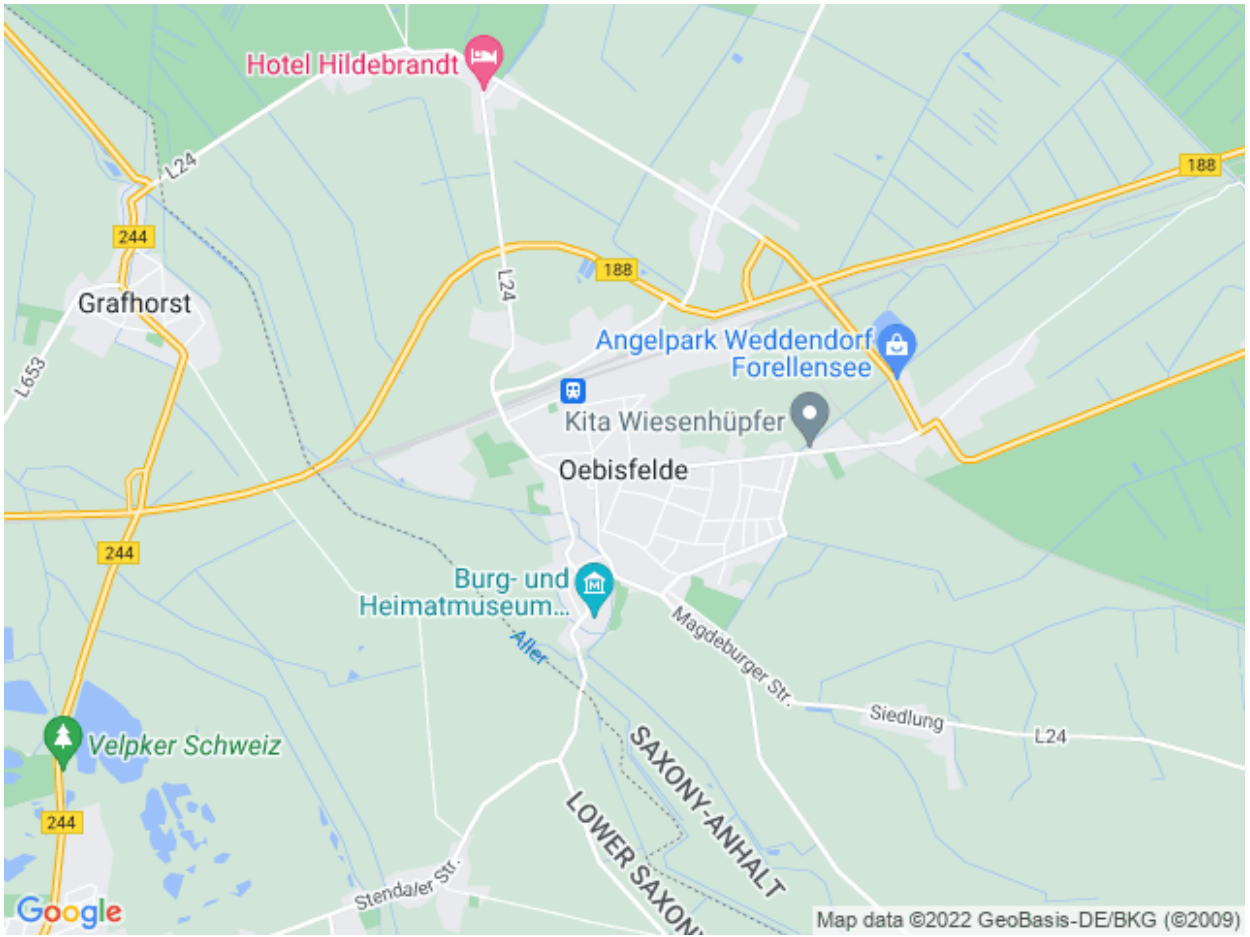 Hotel Hildebrandt
L24
188
244
188
L24
Grafhorst
Angelpark Weddendorf
Forellensee
L653
Kita Wiesenhüpfer
Oebisfelde
244
Burg- und
Heimatmuseum...
Aller
Magdeburger Str.
Siedlung
L24
Velpker Schweiz
SAXONY-ANHALT
LOWER SAXONY
244
Stendaler Str.
Google
Map data ©2022 GeoBasis-DE/BKG (©2009)